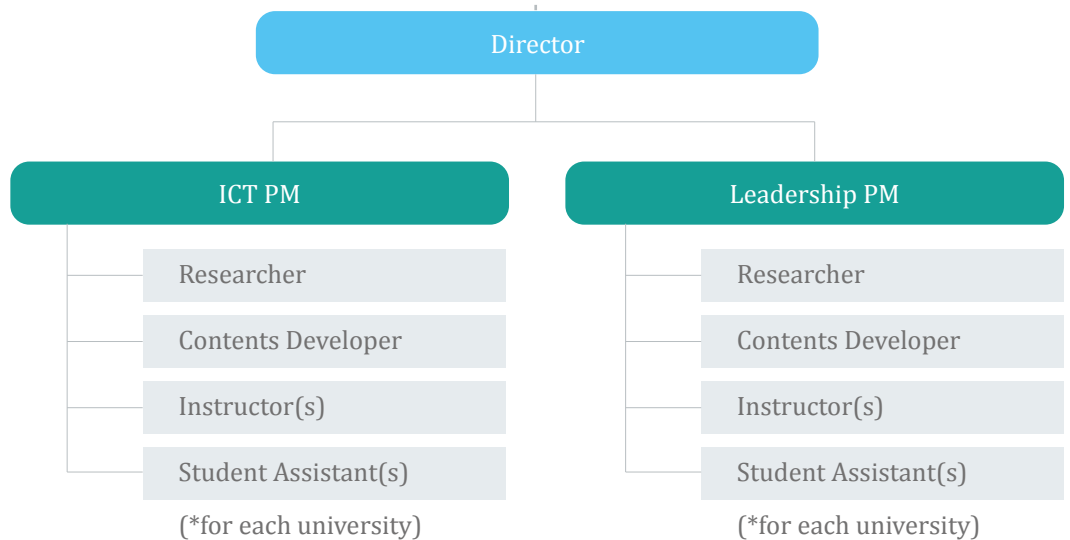 Director
ICT PM
Researcher
Contents Developer
Instructor(s)
Student Assistant(s)
(*for each university)
Leadership PM
Researcher
Contents Developer
Instructor(s)
Student Assistant(s)
(*for each university)